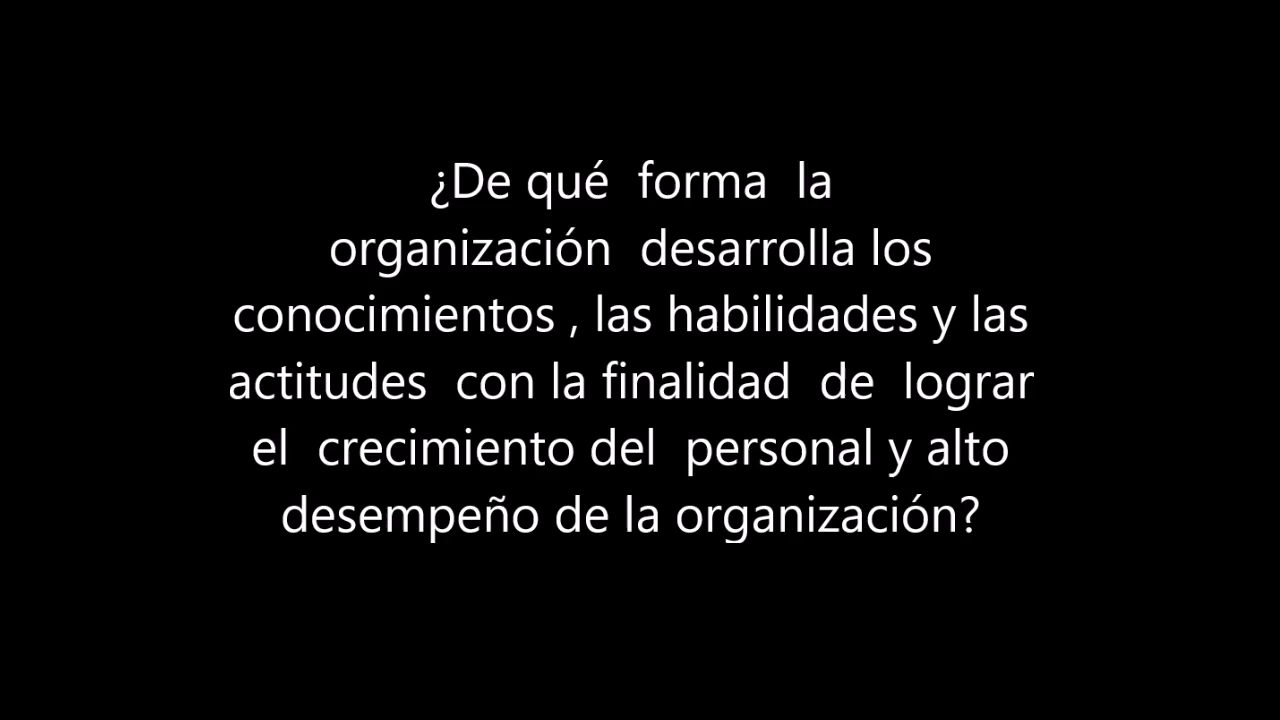 ¿De qué forma la
organización desarrolla los
conocimientos , las habilidades y las
actitudes con la finalidad de lograr
el crecimiento del personal y alto
desempeño de la organización?